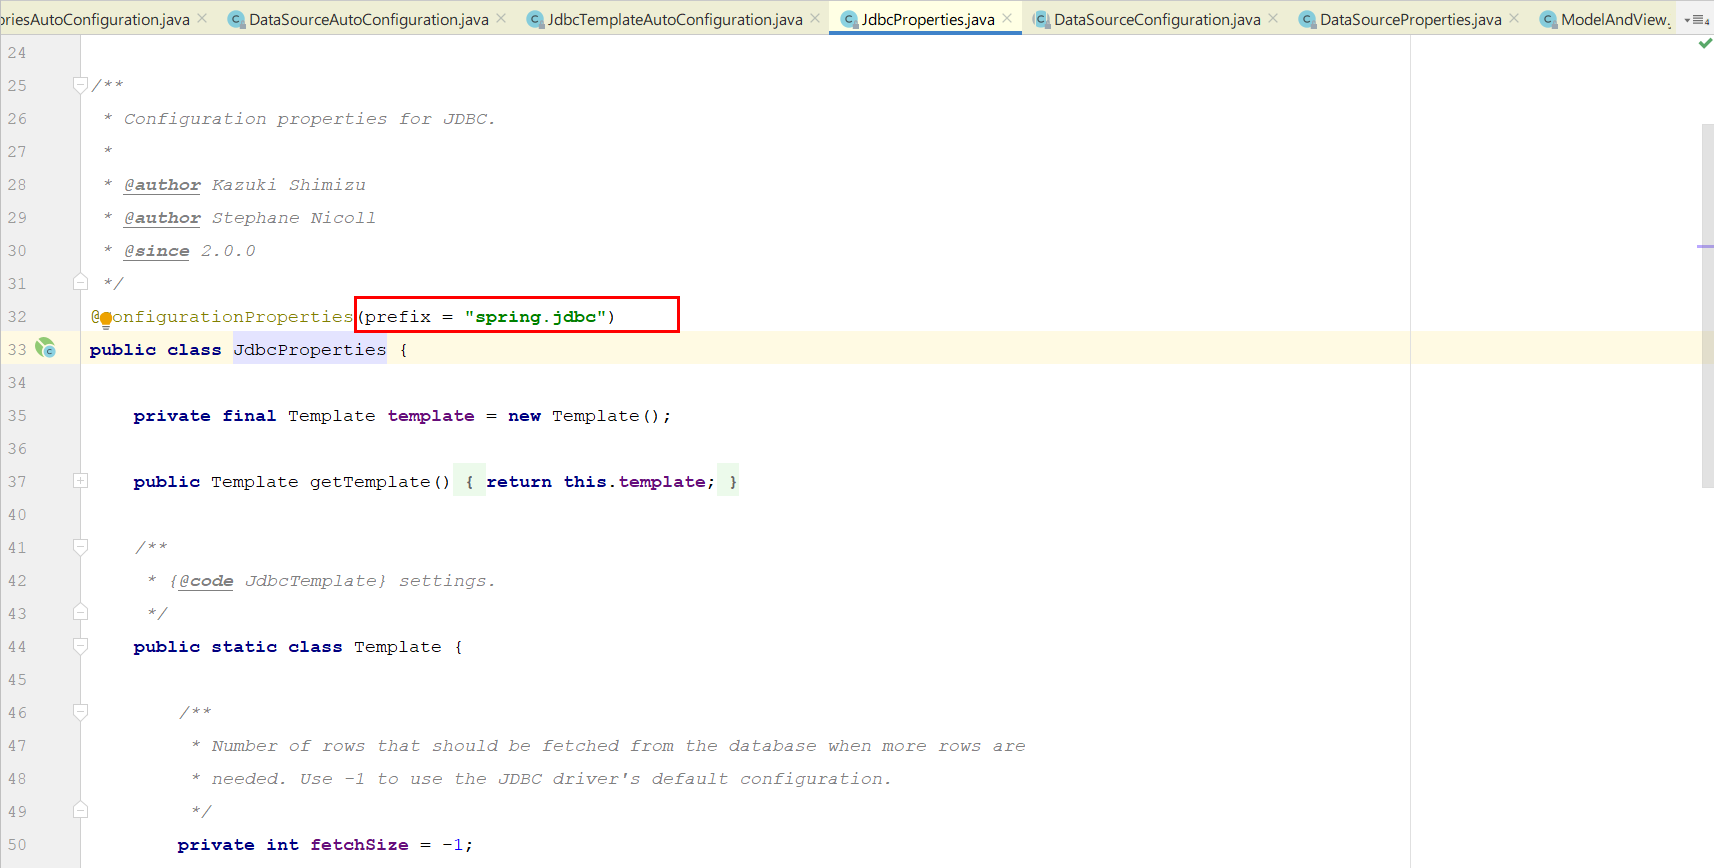 oriesAutoConfiguration.java DataSourceAutoConfiguration.java JdbcTemplateAutoConfiguration.java JdbcProperties.java DataSourceConfiguration.java DataSourceProperties.java ModelAndView. 4
24
25 /**
26 * Configuration properties for JDBC.
27 *
28 * @author Kazuki Shimizu
29 * @author Stephane Nicoll
30 * @since 2.0.0
31 */
32 @onfigurationProperties(prefix = "spring.jdbc")
33 public class JdbcProperties {
34
35 private final Template template = new Template();
36
37 public Template getTemplate() { return this.template; }
40
41 /**
42 * {@code JdbcTemplate} settings.
43 */
44 public static class Template {
45
46 /**
47 * Number of rows that should be fetched from the database when more rows are
48 * needed. Use -1 to use the JDBC driver's default configuration.
49 */
50 private int fetchSize = -1;